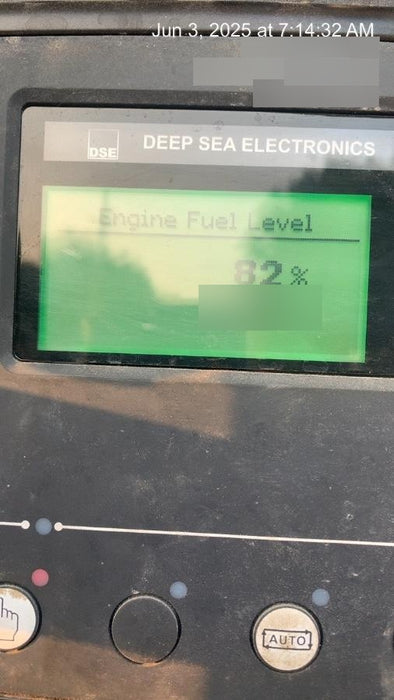 Jun 3, 2025 at 7:14:32 AM
DSE
DEEP SEA ELECTRONICS
Engine Fuel Level
82 %
AUTO